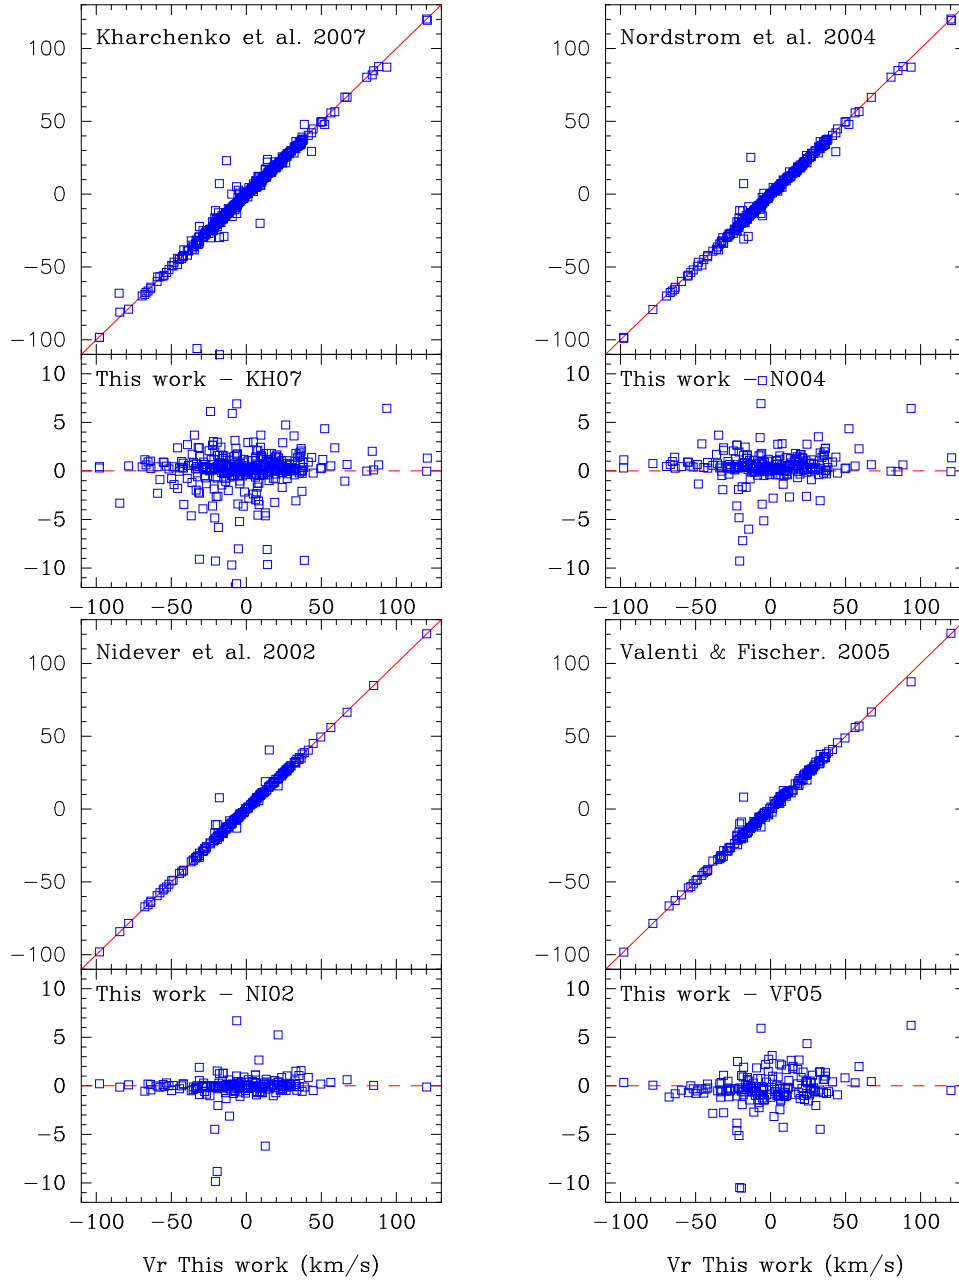 Kharchenko et al. 2007
100
50
0
−50
−100
Nordstrom et al. 2004
100
50
0
−50
−100
This work − KH07
10
5
0
−5
−10
−100 −50 0 50 100
This work − NO04
10
5
0
−5
−10
−100 −50 0 50 100
Nidever et al. 2002
100
50
0
−50
−100
Valenti & Fischer. 2005
100
50
0
−50
−100
This work − NI02
10
5
0
−5
−10
−100 −50 0 50 100
Vr This work (km/s)
This work − VF05
10
5
0
−5
−10
−100 −50 0 50 100
Vr This work (km/s)